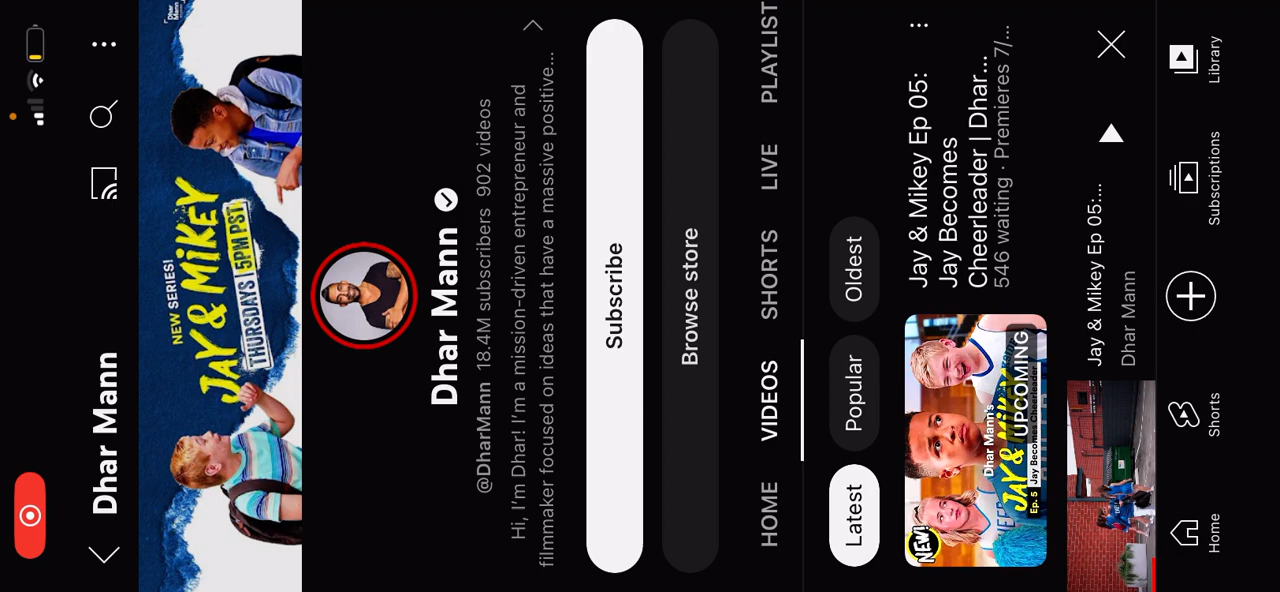 Dhar Mann
Dhar
Mann
NEW SERIES!
JAY & MIKEY
THURSDAYS 5PM PST
Dhar Mann
@DharMann 18.4M subscribers 902 videos
Hi, I'm Dhar! I'm a mission-driven entrepreneur and
filmmaker focused on ideas that have a massive positive...
Subscribe
Browse store
HOME VIDEOS SHORTS LIVE PLAYLIST
Latest Popular Oldest
NEW!
Dhar Mann's
JAY & MIKEY
Ep. 5 Jay Becomes Cheerleader
UPCOMING
Jay & Mikey Ep 05:
Jay Becomes
Cheerleader | Dhar...
546 waiting · Premieres 7/...
Jay & Mikey Ep 05:...
Dhar Mann
Home Shorts Subscriptions Library